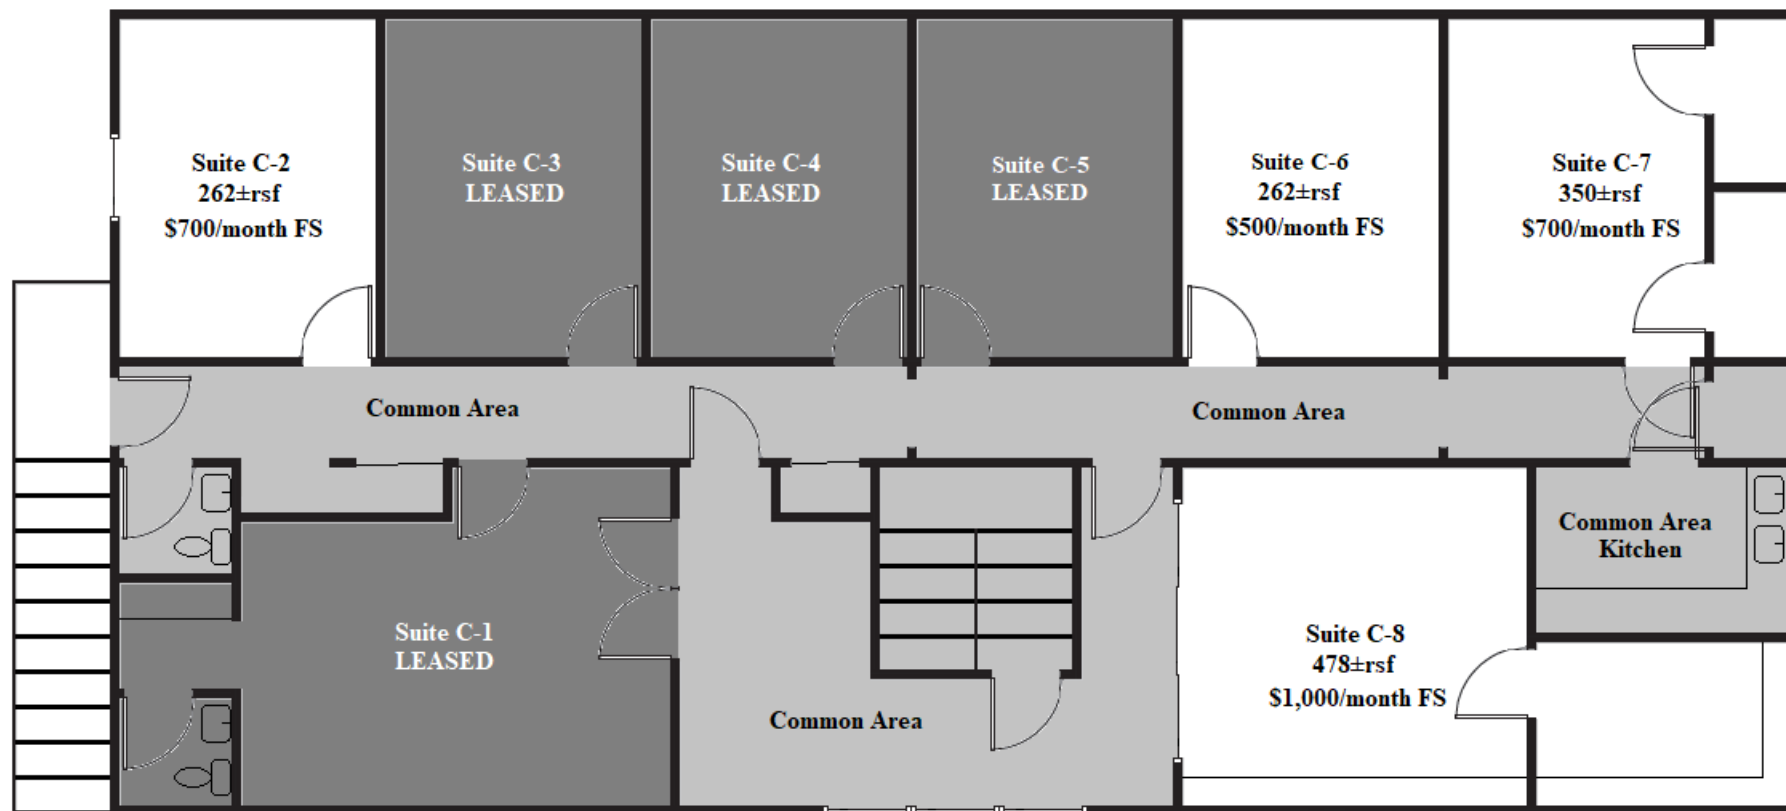 Suite C-2
262±rsf
$700/month FS
Suite C-3
LEASED
Suite C-4
LEASED
Suite C-5
LEASED
Suite C-6
262±rsf
$500/month FS
Suite C-7
350±rsf
$700/month FS
Common Area
Common Area
Common Area
Kitchen
Suite C-1
LEASED
Suite C-8
478±rsf
$1,000/month FS
Common Area